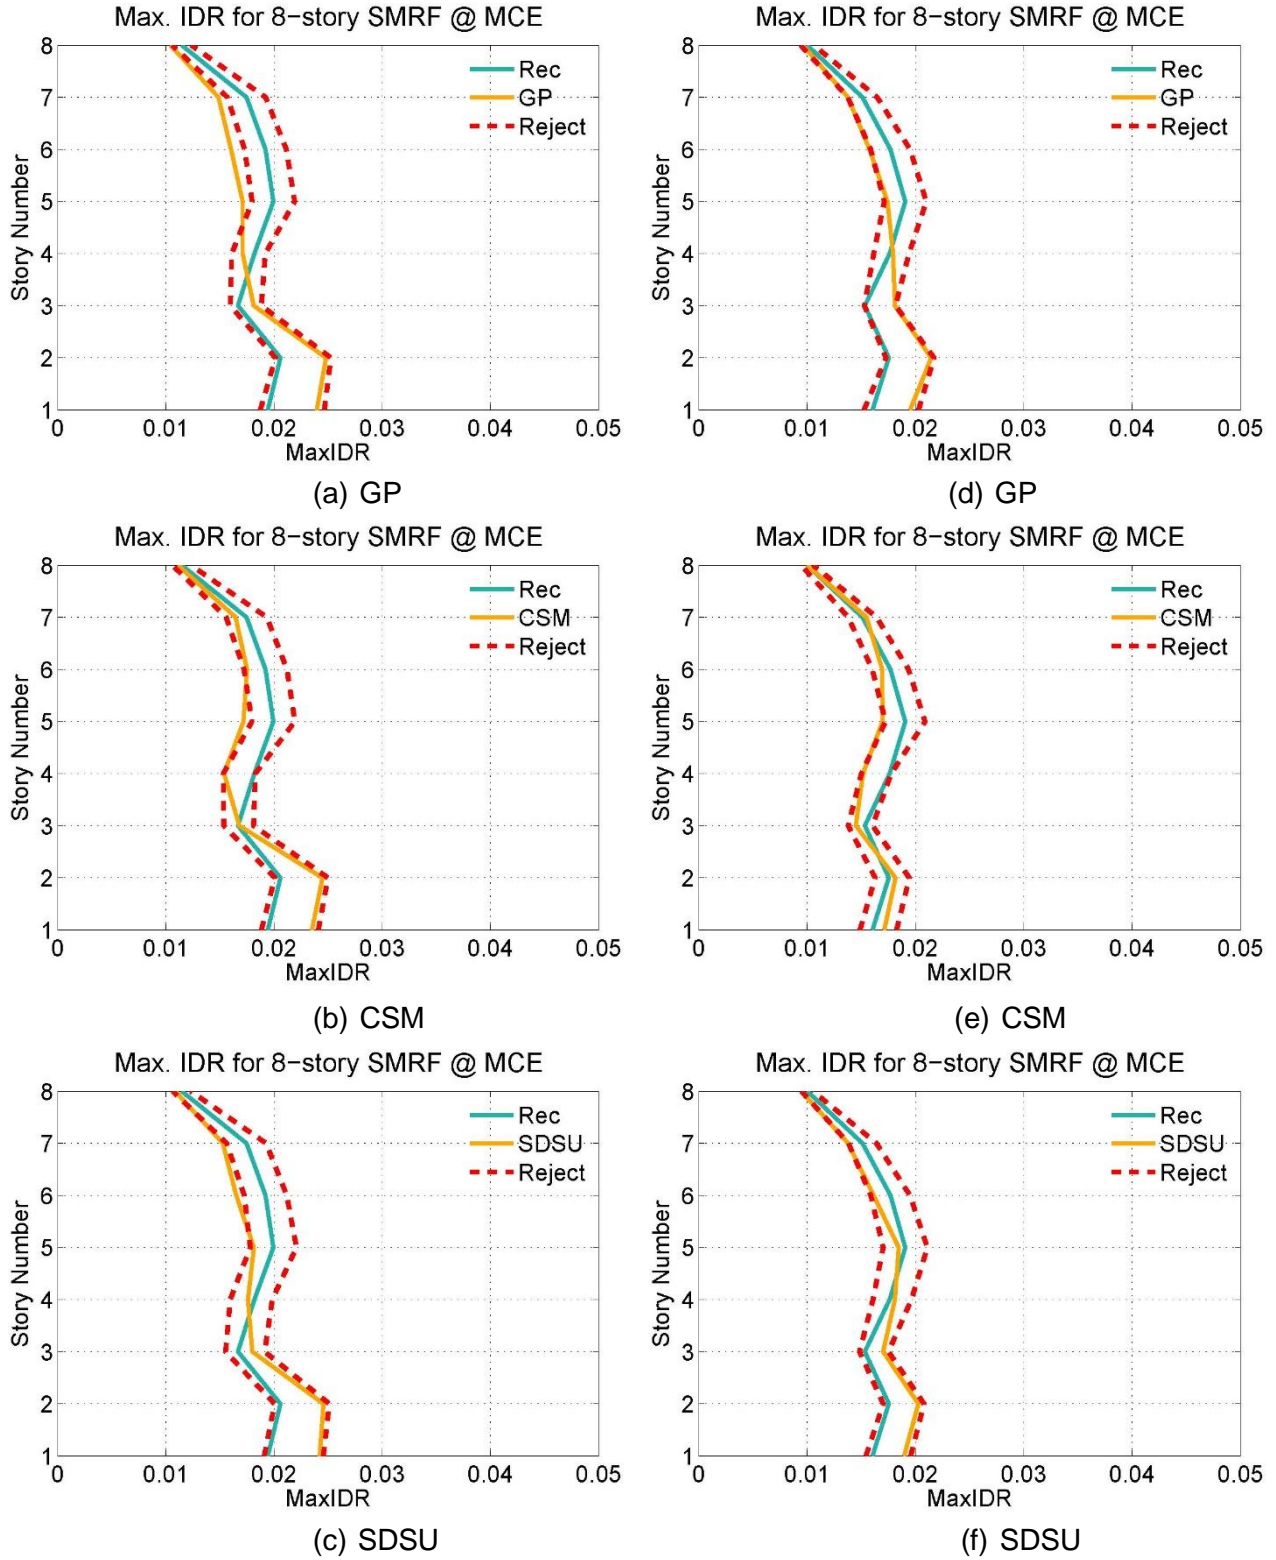 Max. IDR for 8−story SMRF @ MCE
8
7
6
5
4
3
2
1
Story Number
Rec
GP
Reject
0 0.01 0.02 0.03 0.04 0.05
MaxIDR
(a) GP
Max. IDR for 8−story SMRF @ MCE
8
7
6
5
4
3
2
1
Story Number
Rec
GP
Reject
0 0.01 0.02 0.03 0.04 0.05
MaxIDR
(d) GP
Max. IDR for 8−story SMRF @ MCE
8
7
6
5
4
3
2
1
Story Number
Rec
CSM
Reject
0 0.01 0.02 0.03 0.04 0.05
MaxIDR
(b) CSM
Max. IDR for 8−story SMRF @ MCE
8
7
6
5
4
3
2
1
Story Number
Rec
CSM
Reject
0 0.01 0.02 0.03 0.04 0.05
MaxIDR
(e) CSM
Max. IDR for 8−story SMRF @ MCE
8
7
6
5
4
3
2
1
Story Number
Rec
SDSU
Reject
0 0.01 0.02 0.03 0.04 0.05
MaxIDR
(c) SDSU
Max. IDR for 8−story SMRF @ MCE
8
7
6
5
4
3
2
1
Story Number
Rec
SDSU
Reject
0 0.01 0.02 0.03 0.04 0.05
MaxIDR
(f) SDSU